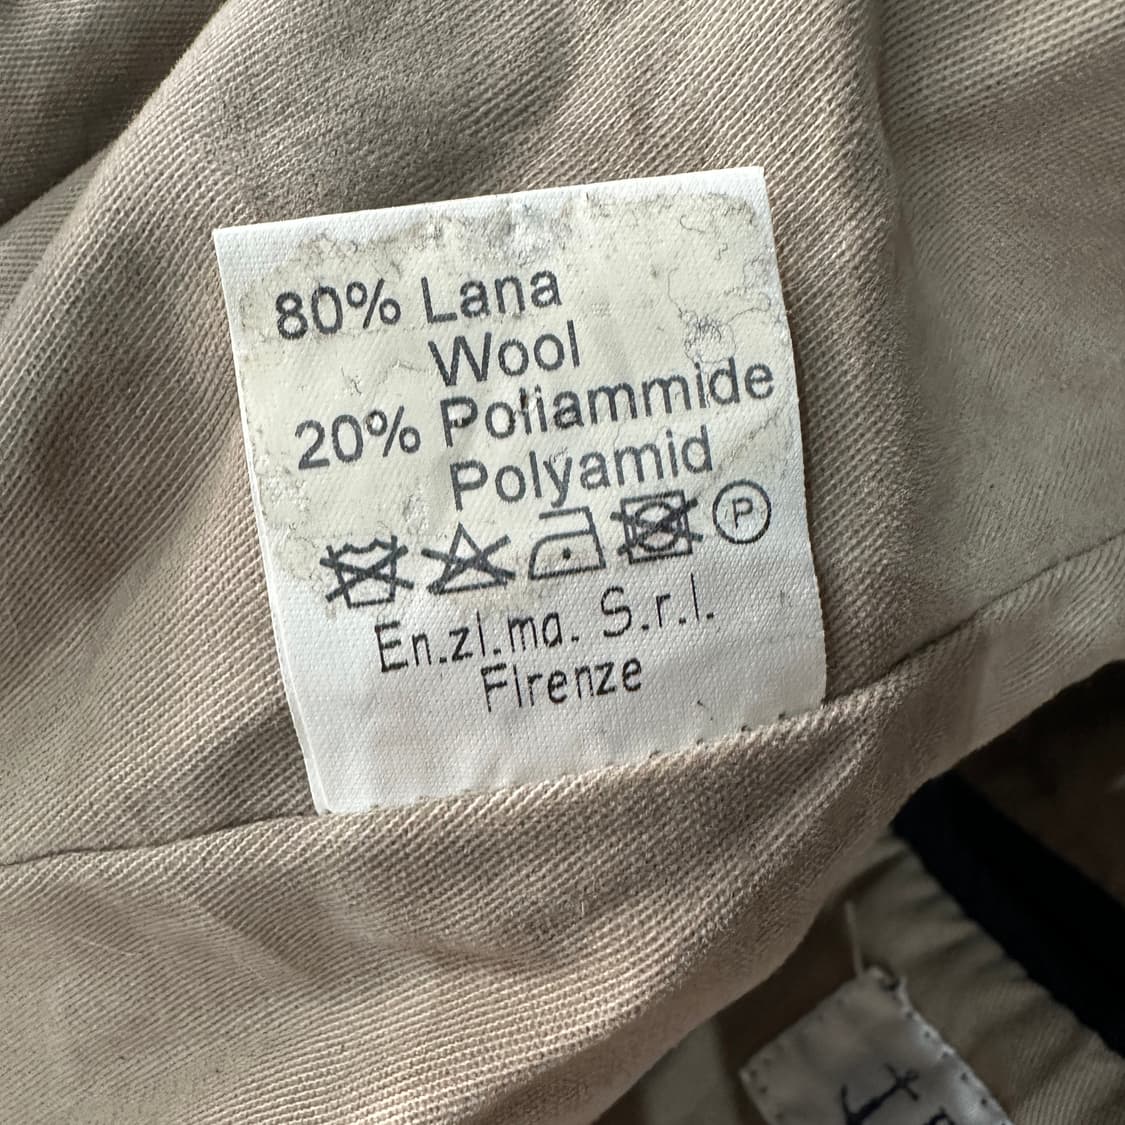 80% Lana
Wool
20% Poliammide
Polyamid
P
En.zi.ma. S.r.l.
Firenze